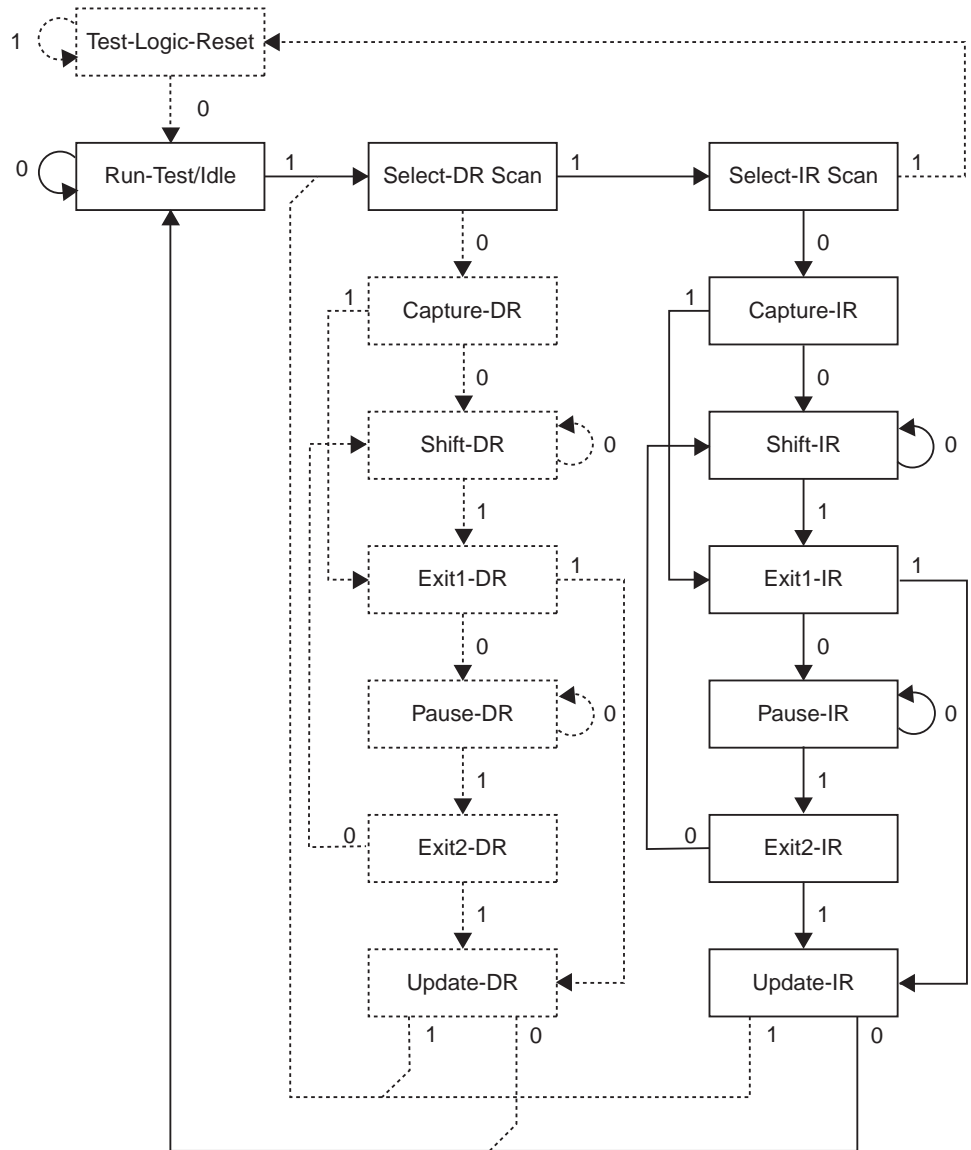 1
Test-Logic-Reset
0
0
Run-Test/Idle
1
Select-DR Scan
1
Select-IR Scan
1
0
0
1
Capture-DR
1
Capture-IR
0
0
Shift-DR
0
Shift-IR
0
1
1
Exit1-DR
1
Exit1-IR
1
0
0
Pause-DR
0
Pause-IR
0
1
1
0
Exit2-DR
0
Exit2-IR
1
1
Update-DR
Update-IR
1
0
1
0